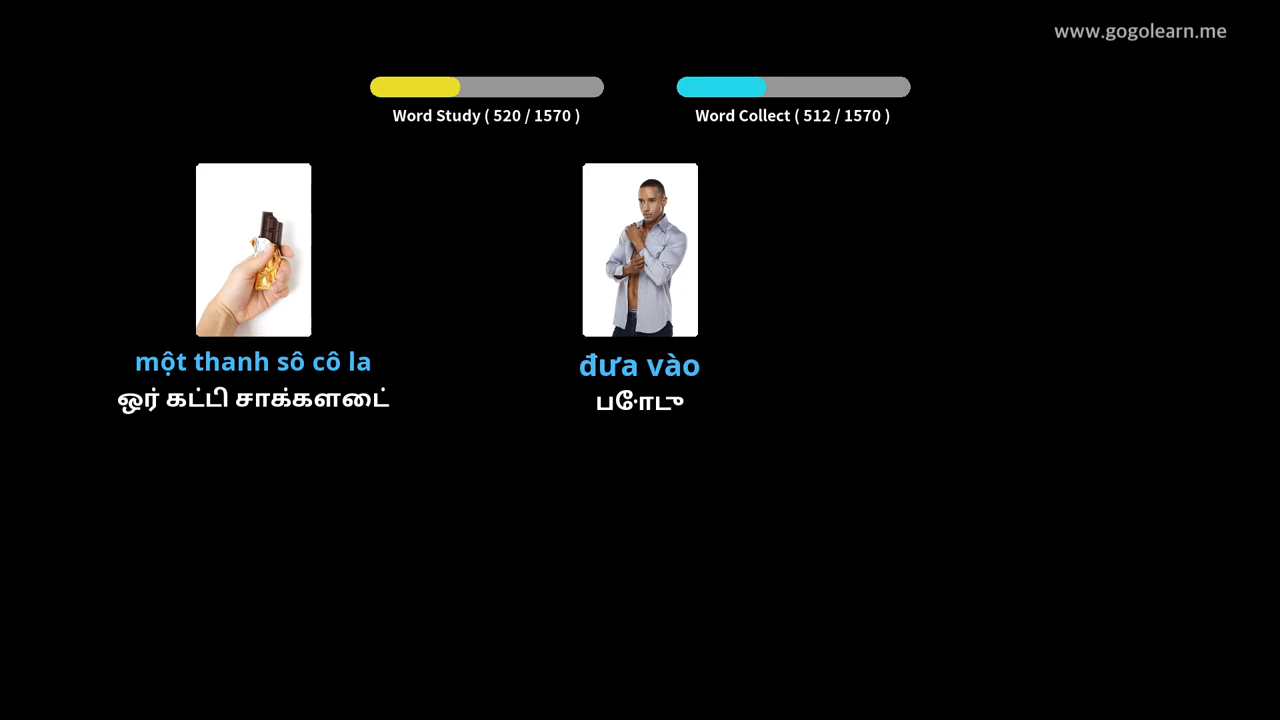 www.gogolearn.me
Word Study ( 520 / 1570 )
Word Collect ( 512 / 1570 )
một thanh sô cô la
ஓர் கட்டி சாக்களடை்
đưa vào
போடு